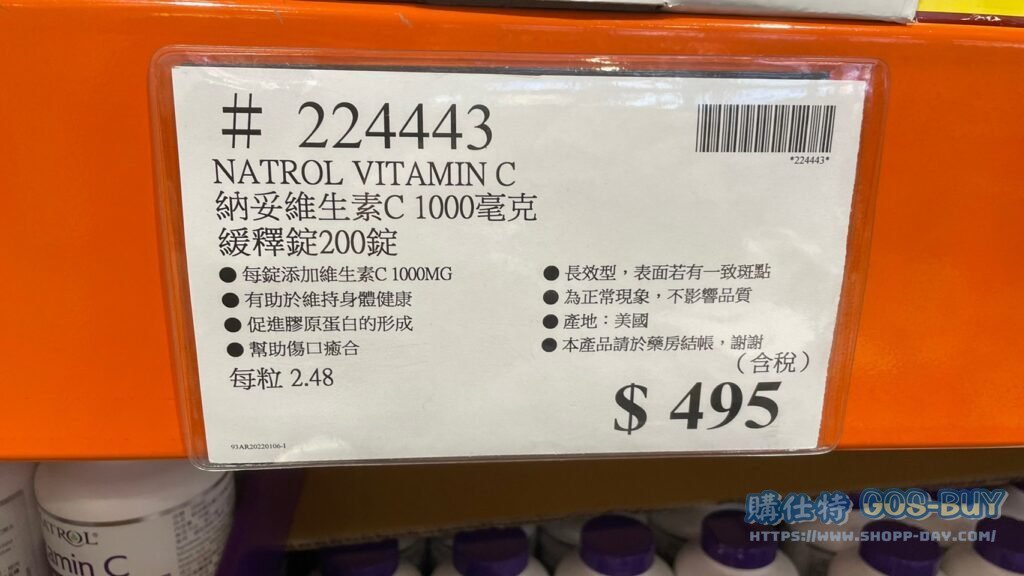 # 224443
*224443*
NATROL VITAMIN C
納妥維生素C 1000毫克
緩釋錠200錠
●每錠添加維生素C 1000MG
●有助於維持身體健康
●促進膠原蛋白的形成
●幫助傷口癒合
●長效型，表面若有一致斑點
●為正常現象，不影響品質
●產地：美國
●本產品請於藥房結帳，謝謝
每粒 2.48
（含稅）
$ 495
93AR20220106-1
NATROL
amin C
購仕特 GOS-BUY
HTTPS://WWW.SHOPP-DAY.COM/